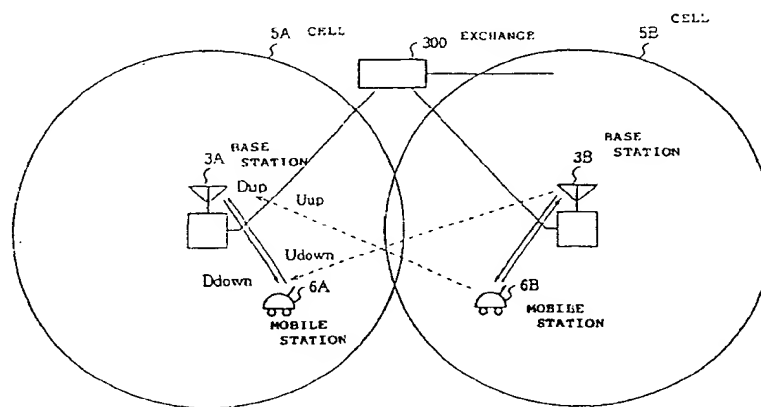 5A CELL
300 EXCHANGE
5B CELL
3A BASE
STATION
BASE
3B STATION
Dup
Uup
Udown
Ddown
6A
MOBILE
STATION
6B
MOBILE
STATION